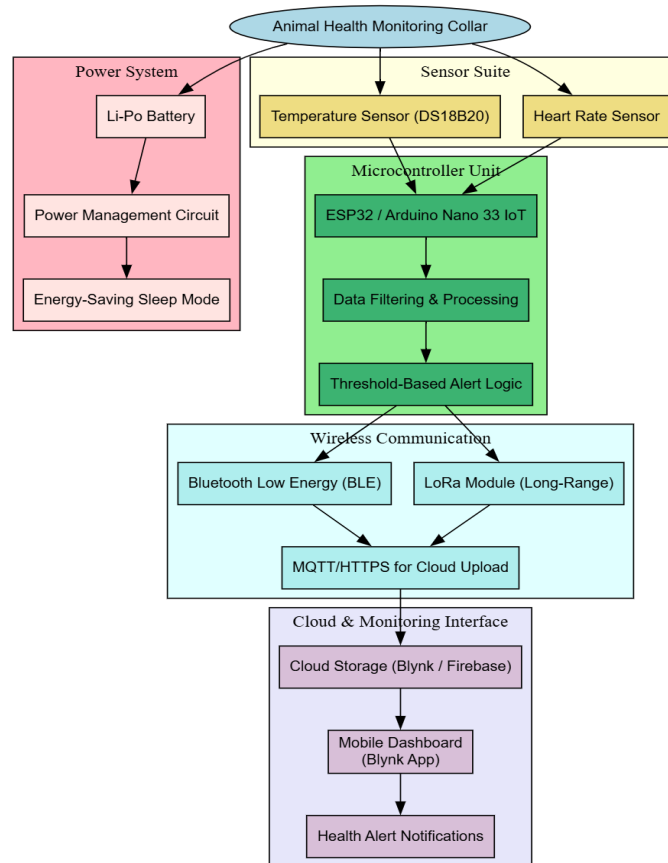 Animal Health Monitoring Collar
Power System
Sensor Suite
Li-Po Battery
Temperature Sensor (DS18B20)
Heart Rate Sensor
Microcontroller Unit
Power Management Circuit
ESP32 / Arduino Nano 33 IoT
Energy-Saving Sleep Mode
Data Filtering & Processing
Threshold-Based Alert Logic
Wireless Communication
Bluetooth Low Energy (BLE)
LoRa Module (Long-Range)
MQTT/HTTPS for Cloud Upload
Cloud & Monitoring Interface
Cloud Storage (Blynk / Firebase)
Mobile Dashboard
(Blynk App)
Health Alert Notifications